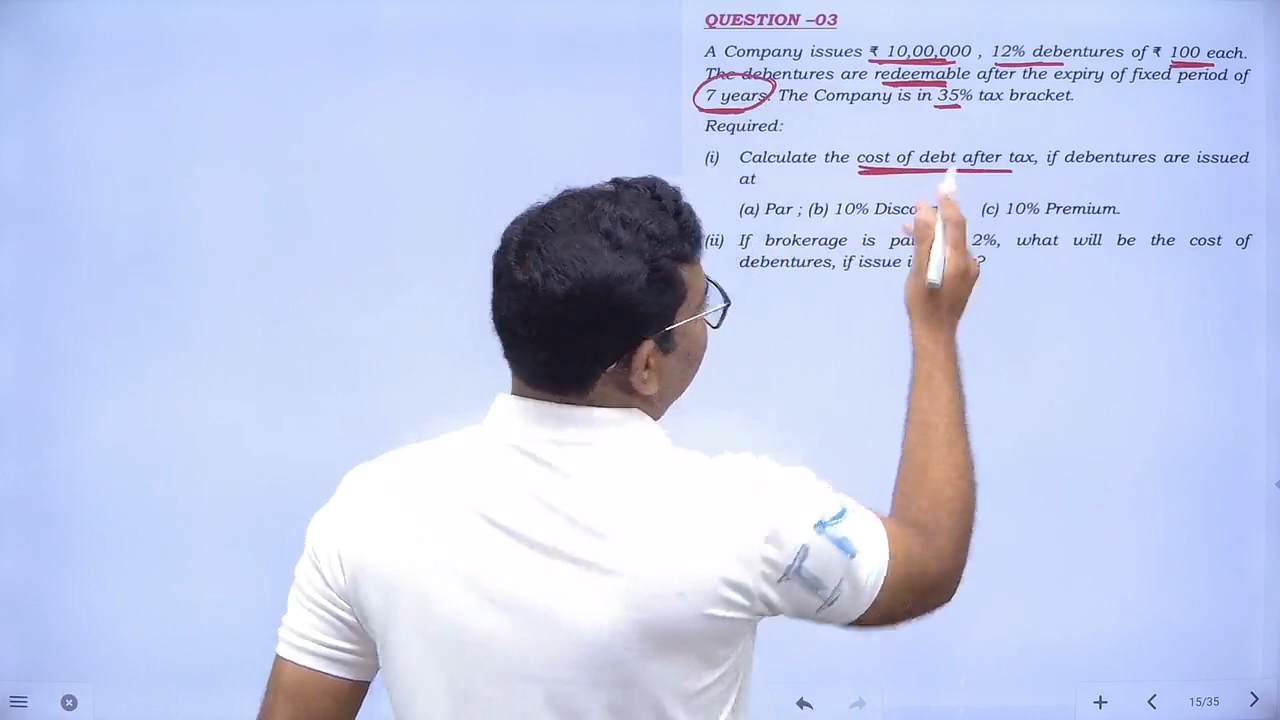 QUESTION –03
A Company issues ₹ 10,00,000 , 12% debentures of ₹ 100 each.
The debentures are redeemable after the expiry of fixed period of
7 years. The Company is in 35% tax bracket.
Required:
(i) Calculate the cost of debt after tax, if debentures are issued
at
(a) Par ; (b) 10% (c) 10% Premium.
(ii) If brokerage is 2%, what will be the cost of
debentures, if issue ?
15/35